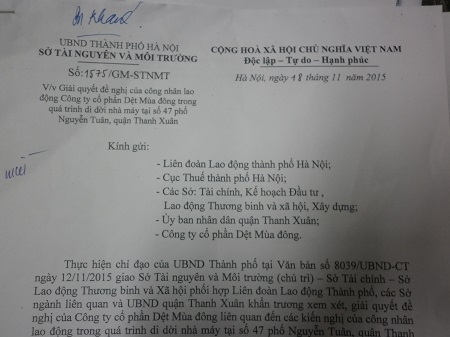 UBND THÀNH PHỐ HÀ NỘI
SỞ TÀI NGUYÊN VÀ MÔI TRƯỜNG
CỘNG HOÀ XÃ HỘI CHỦ NGHĨA VIỆT NAM
Độc lập – Tự do – Hạnh phúc
Số: 1575/GM-STNMT
Hà Nội, ngày 18 tháng 11 năm 2015
V/v Giải quyết đề nghị của công nhân lao
động Công ty cổ phần Dệt Mùa đông trong
quá trình di dời nhà máy tại số 47 phố
Nguyễn Tuân, quận Thanh Xuân
Kính gửi:
- Liên đoàn Lao động thành phố Hà Nội;
- Cục Thuế thành phố Hà Nội;
- Các Sở: Tài chính, Kế hoạch Đầu tư ,
Lao động Thương binh và xã hội, Xây dựng;
- Ủy ban nhân dân quận Thanh Xuân;
- Công ty cổ phần Dệt Mùa đông.
Thực hiện chỉ đạo của UBND Thành phố tại Văn bản số 8039/UBND-CT
ngày 12/11/2015 giao Sở Tài nguyên và Môi trường (chủ trì) – Sở Tài chính – Sở
Lao động Thương binh và Xã hội phối hợp Liên đoàn Lao động Thành phố, các Sở
ngành liên quan và UBND quận Thanh Xuân khẩn trương xem xét, giải quyết đề
nghị của Công ty cổ phần Dệt Mùa đông liên quan đến các kiến nghị của công nhân
lao động trong quá trình di dời nhà máy tại số 47 phố Nguyễn Tuân, quận Thanh